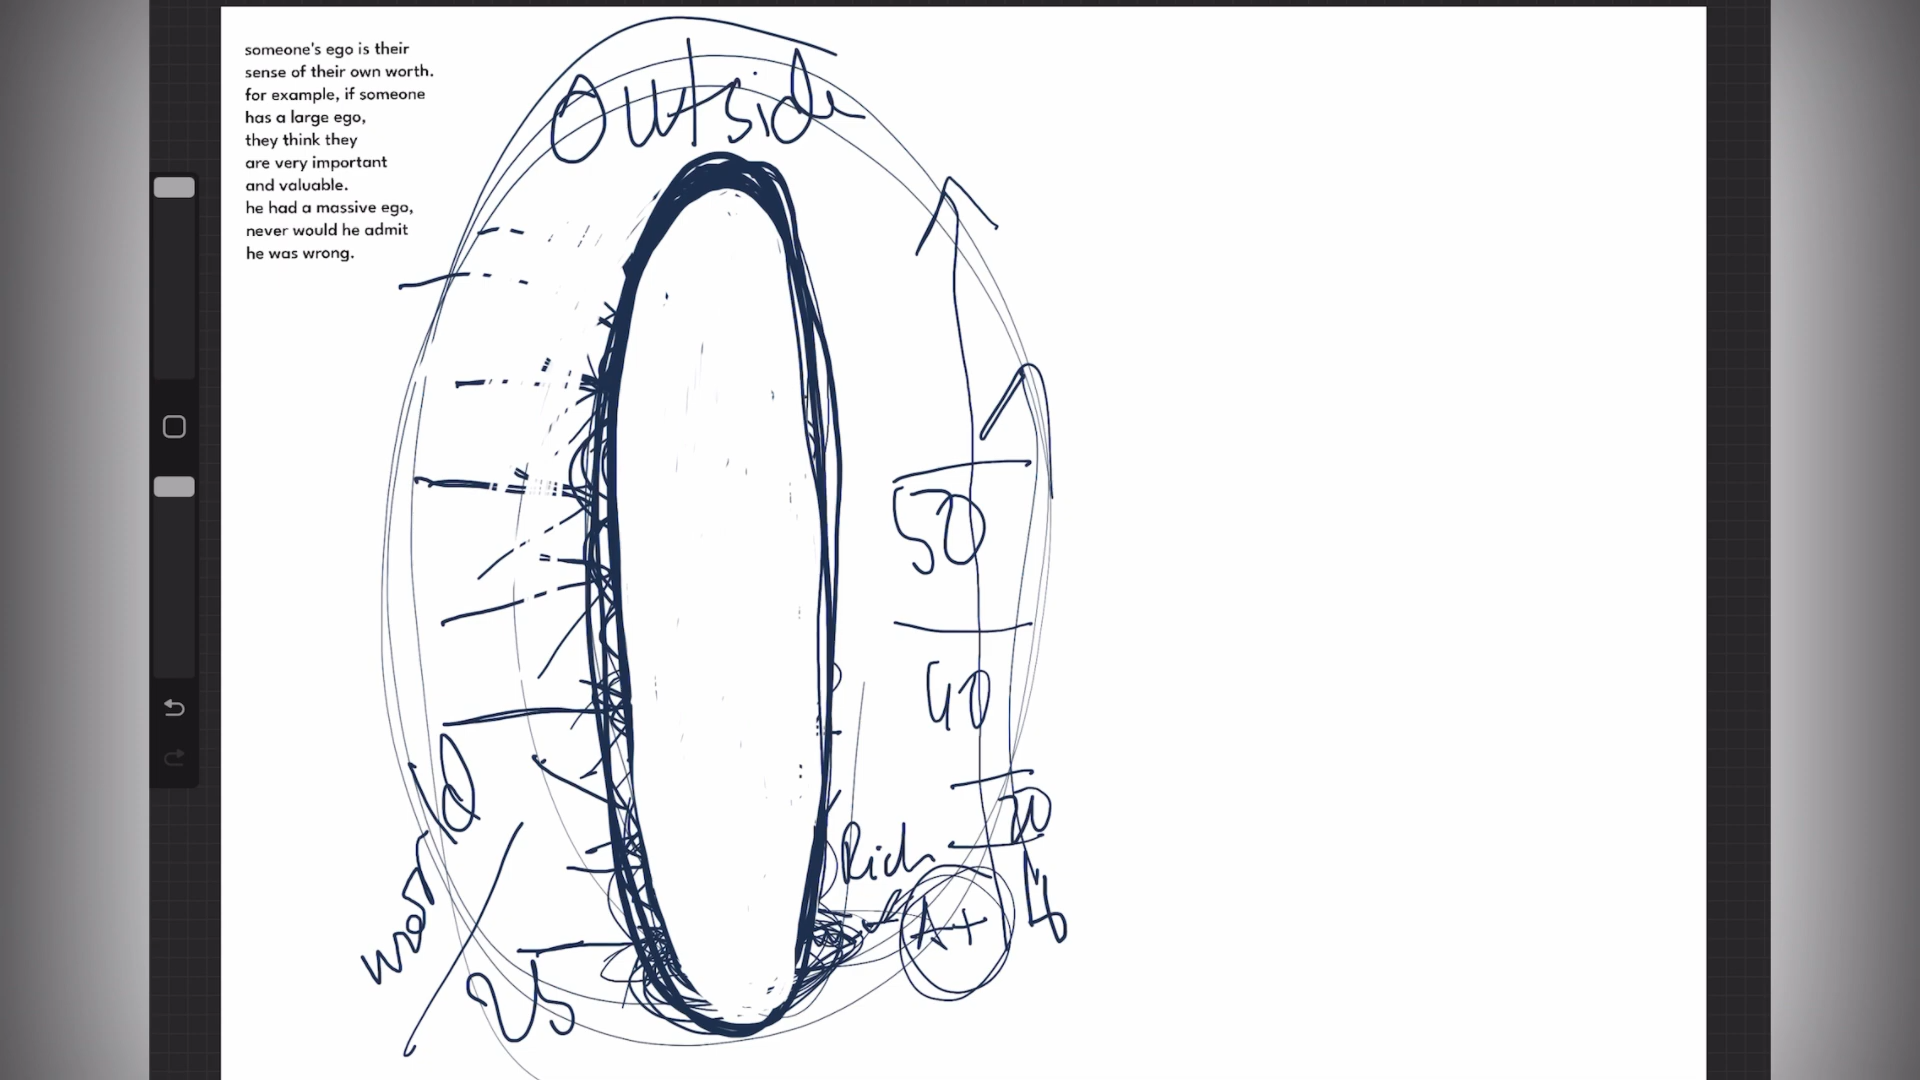 someone's ego is their
sense of their own worth.
for example, if someone
has a large ego,
they think they
are very important
and valuable.
he had a massive ego,
never would he admit
he was wrong.
Outside
50
40
world
Rich
A+
25